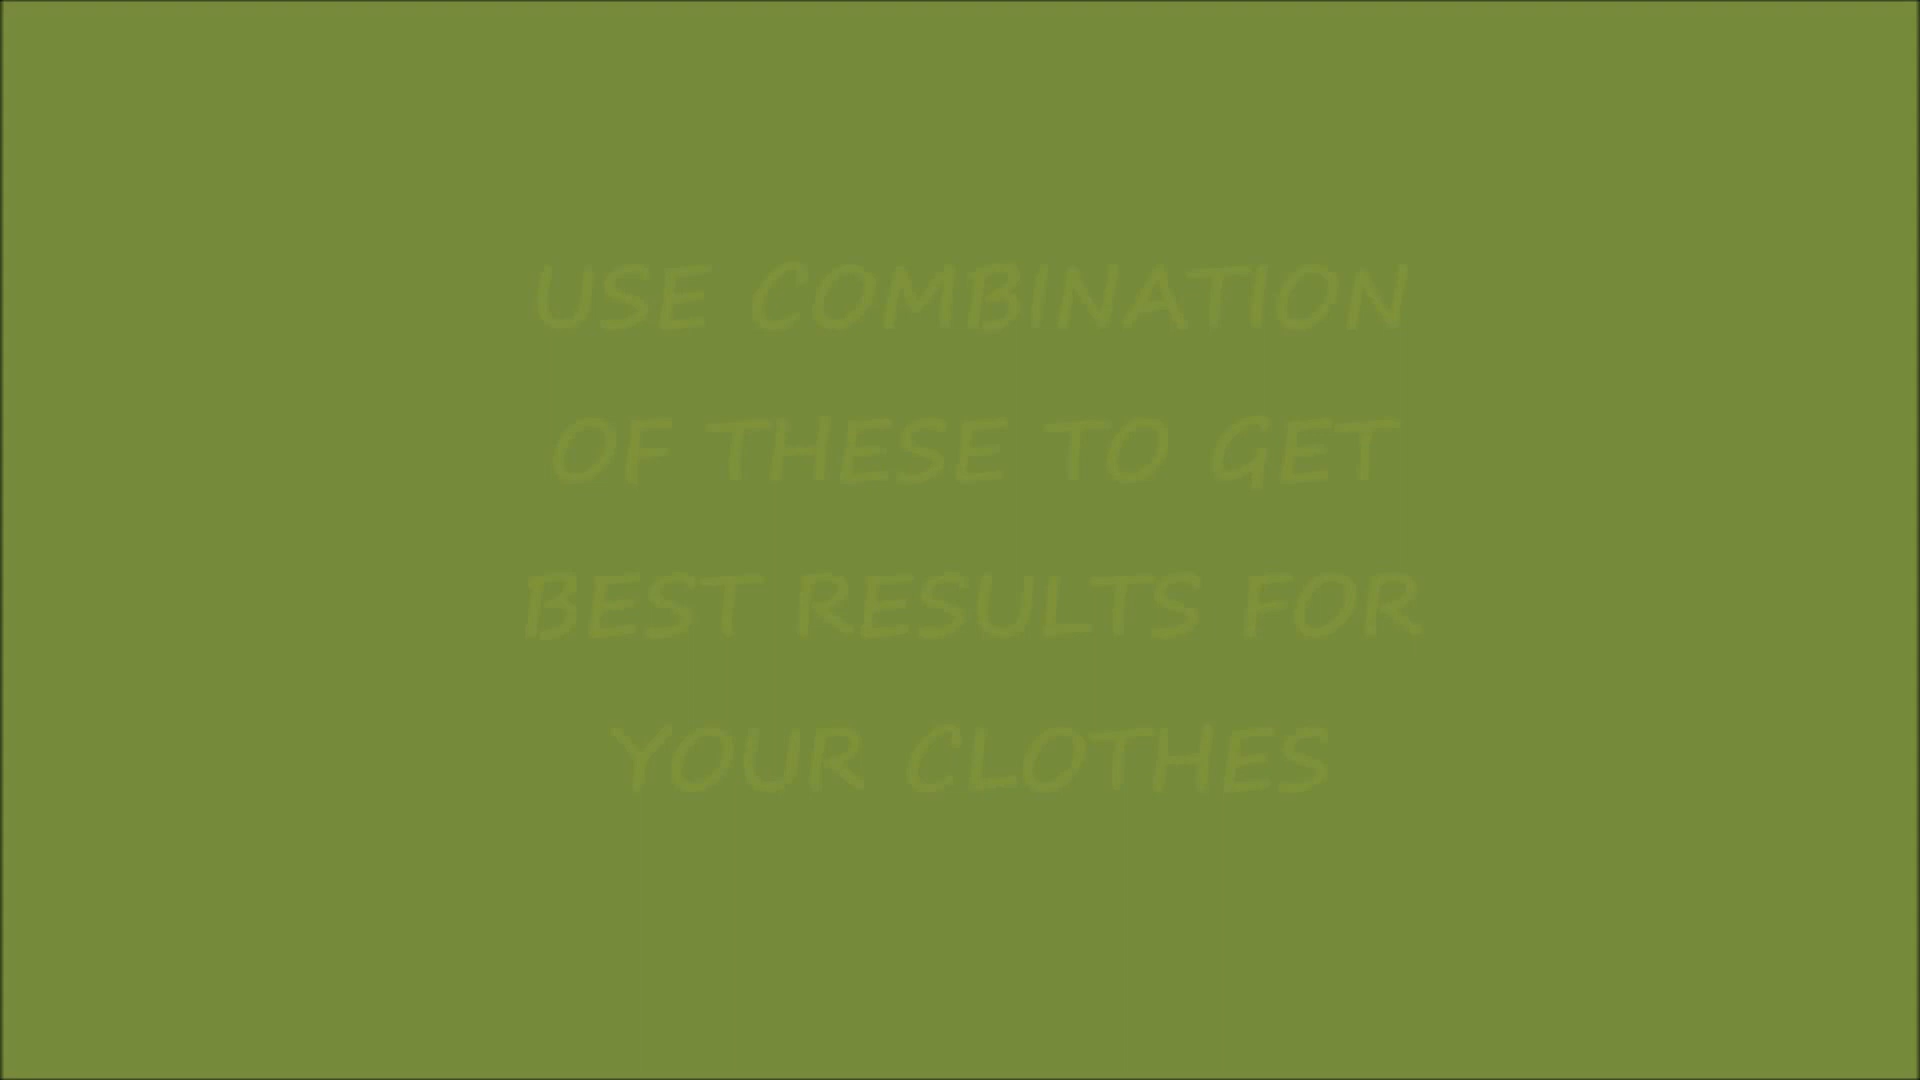 USE COMBINATION
OF THESE TO GET
BEST RESULTS FOR
YOUR CLOTHES